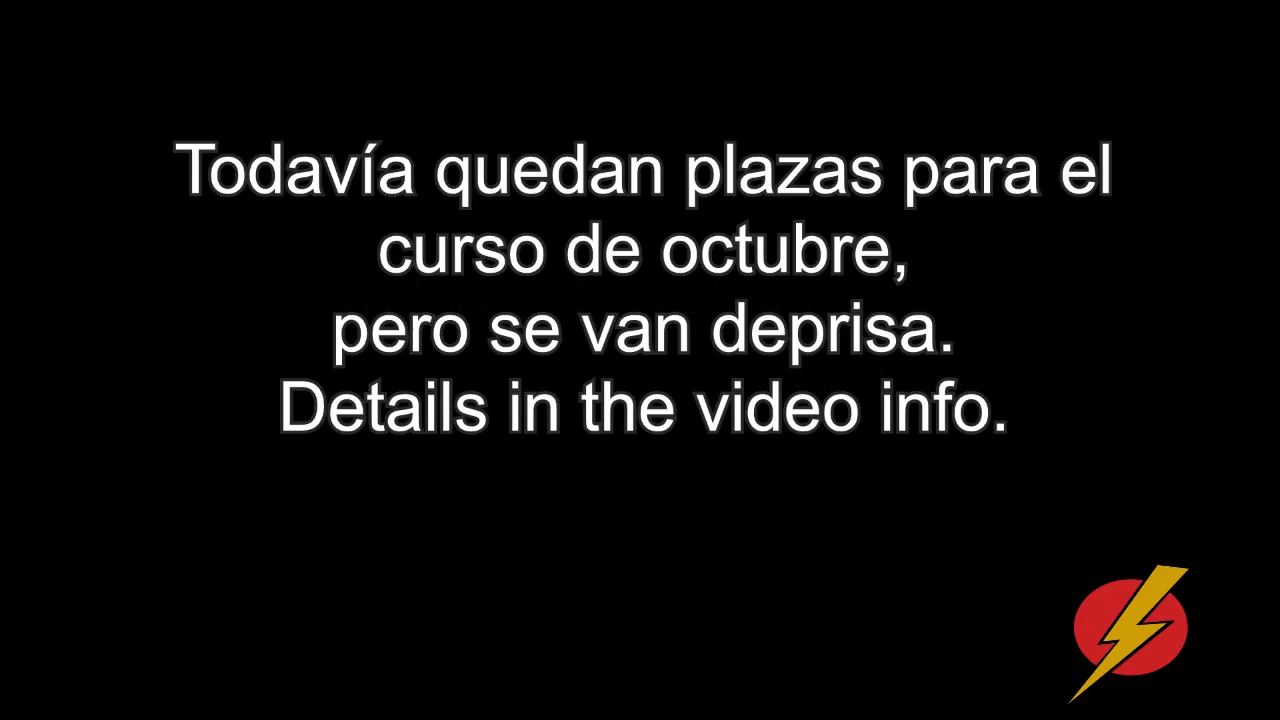 Todavía quedan plazas para el
curso de octubre,
pero se van deprisa.
Details in the video info.